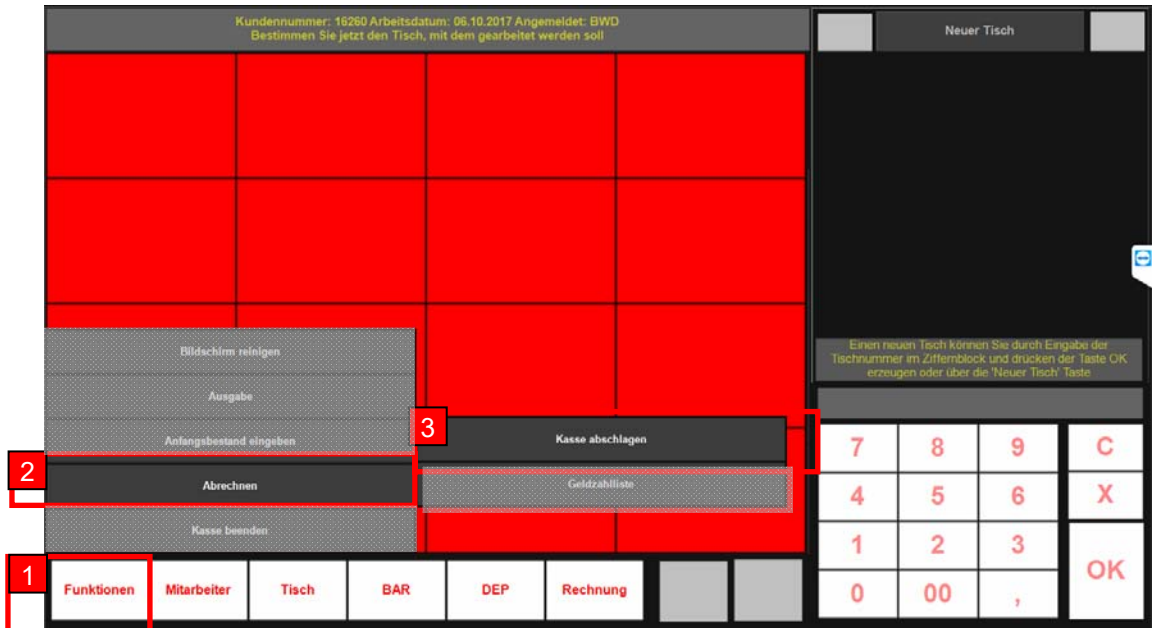 Kundennummer: 16260 Arbeitsdatum: 06.10.2017 Angemeldet: BWD
Bestimmen Sie jetzt den Tisch, mit dem gearbeitet werden soll
Neuer Tisch
Einen neuen Tisch können Sie durch Eingabe der
Tischnummer im Ziffernblock und drücken der Taste OK
erzeugen oder über die 'Neuer Tisch' Taste
Bildschirm reinigen
Ausgabe
Anfangsbestand eingeben
3
Kasse abschlagen
2
Abrechnen
Geldzählliste
Kasse beenden
1
Funktionen
Mitarbeiter
Tisch
BAR
DEP
Rechnung
7 8 9 C
4 5 6 X
1 2 3
OK
0 00 ,